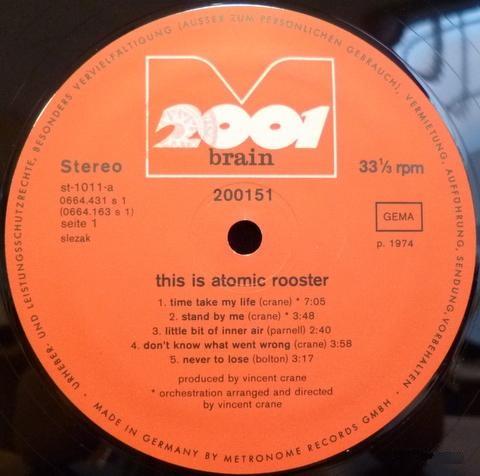 URHEBER- UND LEISTUNGSSCHUTZRECHTE, BESONDERS VERVIELFÄLTIGUNG (AUSSER ZUM PERSÖNLICHEN GEBRAUCH), VERMIETUNG, AUFFÜHRUNG, SENDUNG, VORBEHALTEN
2001
brain
Stereo
33⅓ rpm
st-1011-a
200151
0664.431 s 1
(0664.163 s 1)
GEMA
seite 1
slezak
p. 1974
this is atomic rooster
1. time take my life (crane) * 7:05
2. stand by me (crane) * 3:48
3. little bit of inner air (parnell) 2:40
4. don't know what went wrong (crane) 3:58
5. never to lose (bolton) 3:17
produced by vincent crane
* orchestration arranged and directed
by vincent crane
• MADE IN GERMANY BY METRONOME RECORDS GMBH •